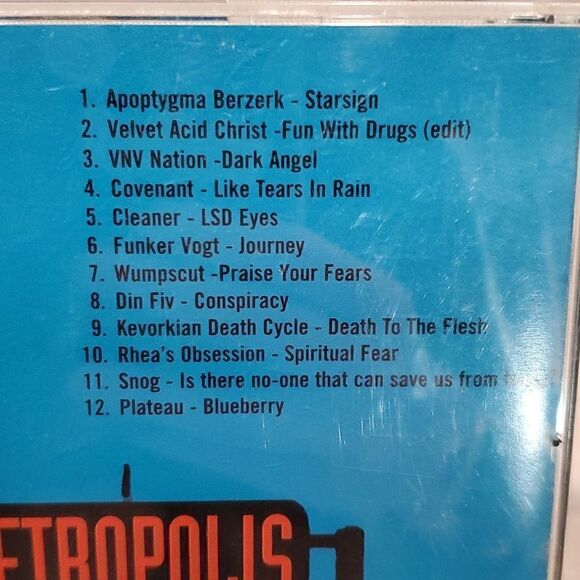 1. Apoptygma Berzerk - Starsign
2. Velvet Acid Christ -Fun With Drugs (edit)
3. VNV Nation -Dark Angel
4. Covenant - Like Tears In Rain
5. Cleaner - LSD Eyes
6. Funker Vogt - Journey
7. Wumpscut -Praise Your Fears
8. Din Fiv - Conspiracy
9. Kevorkian Death Cycle - Death To The Flesh
10. Rhea's Obsession - Spiritual Fear
11. Snog - Is there no-one that can save us from
12. Plateau - Blueberry
ETROPOLIS